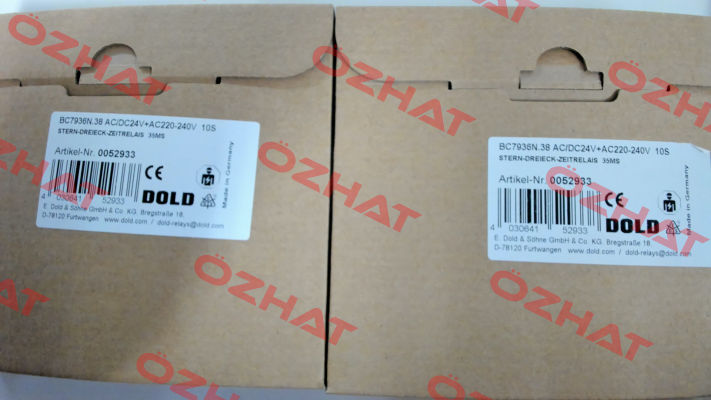 BC7936N.38 AC/DC24V+AC220-240V 10S
STERN-DREIECK-ZEITRELAIS 35MS
Artikel-Nr. 0052933
CE
DOLD
Made in Germany
4 030641 52933
E. Dold & Söhne GmbH & Co. KG, Bregstraße 18,
D-78120 Furtwangen www.dold.com / dold-relays@dold.com
BC7936N.38 AC/DC24V+AC220-240V 10S
STERN-DREIECK-ZEITRELAIS 35MS
Artikel-Nr. 0052933
CE
DOLD
Made in Germany
4 030641 52933
E. Dold & Söhne GmbH & Co. KG, Bregstraße 18,
D-78120 Furtwangen www.dold.com / dold-relays@dold.com
ÖZHAT
ÖZHAT
ÖZHAT
ÖZHAT
ÖZHAT
ÖZHAT
ÖZHAT
ÖZHAT
ÖZHAT